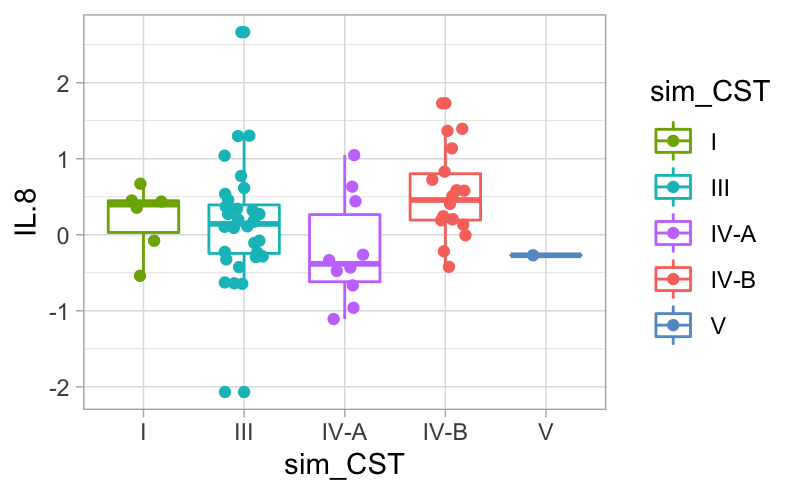 IL.8
2
1
0
-1
-2
I III IV-A IV-B V
sim_CST
sim_CST
I
III
IV-A
IV-B
V